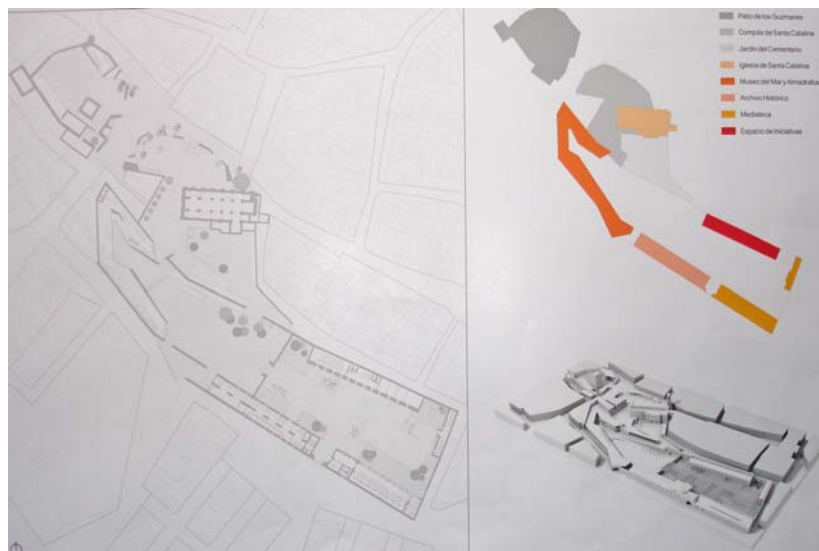 Patio de los Guzmanes
Compás de Santa Catalina
Jardín del Cementerio
Iglesia de Santa Catalina
Museo del Mar y Almadraba
Archivo Histórico
Mediateca
Espacio de Iniciativas